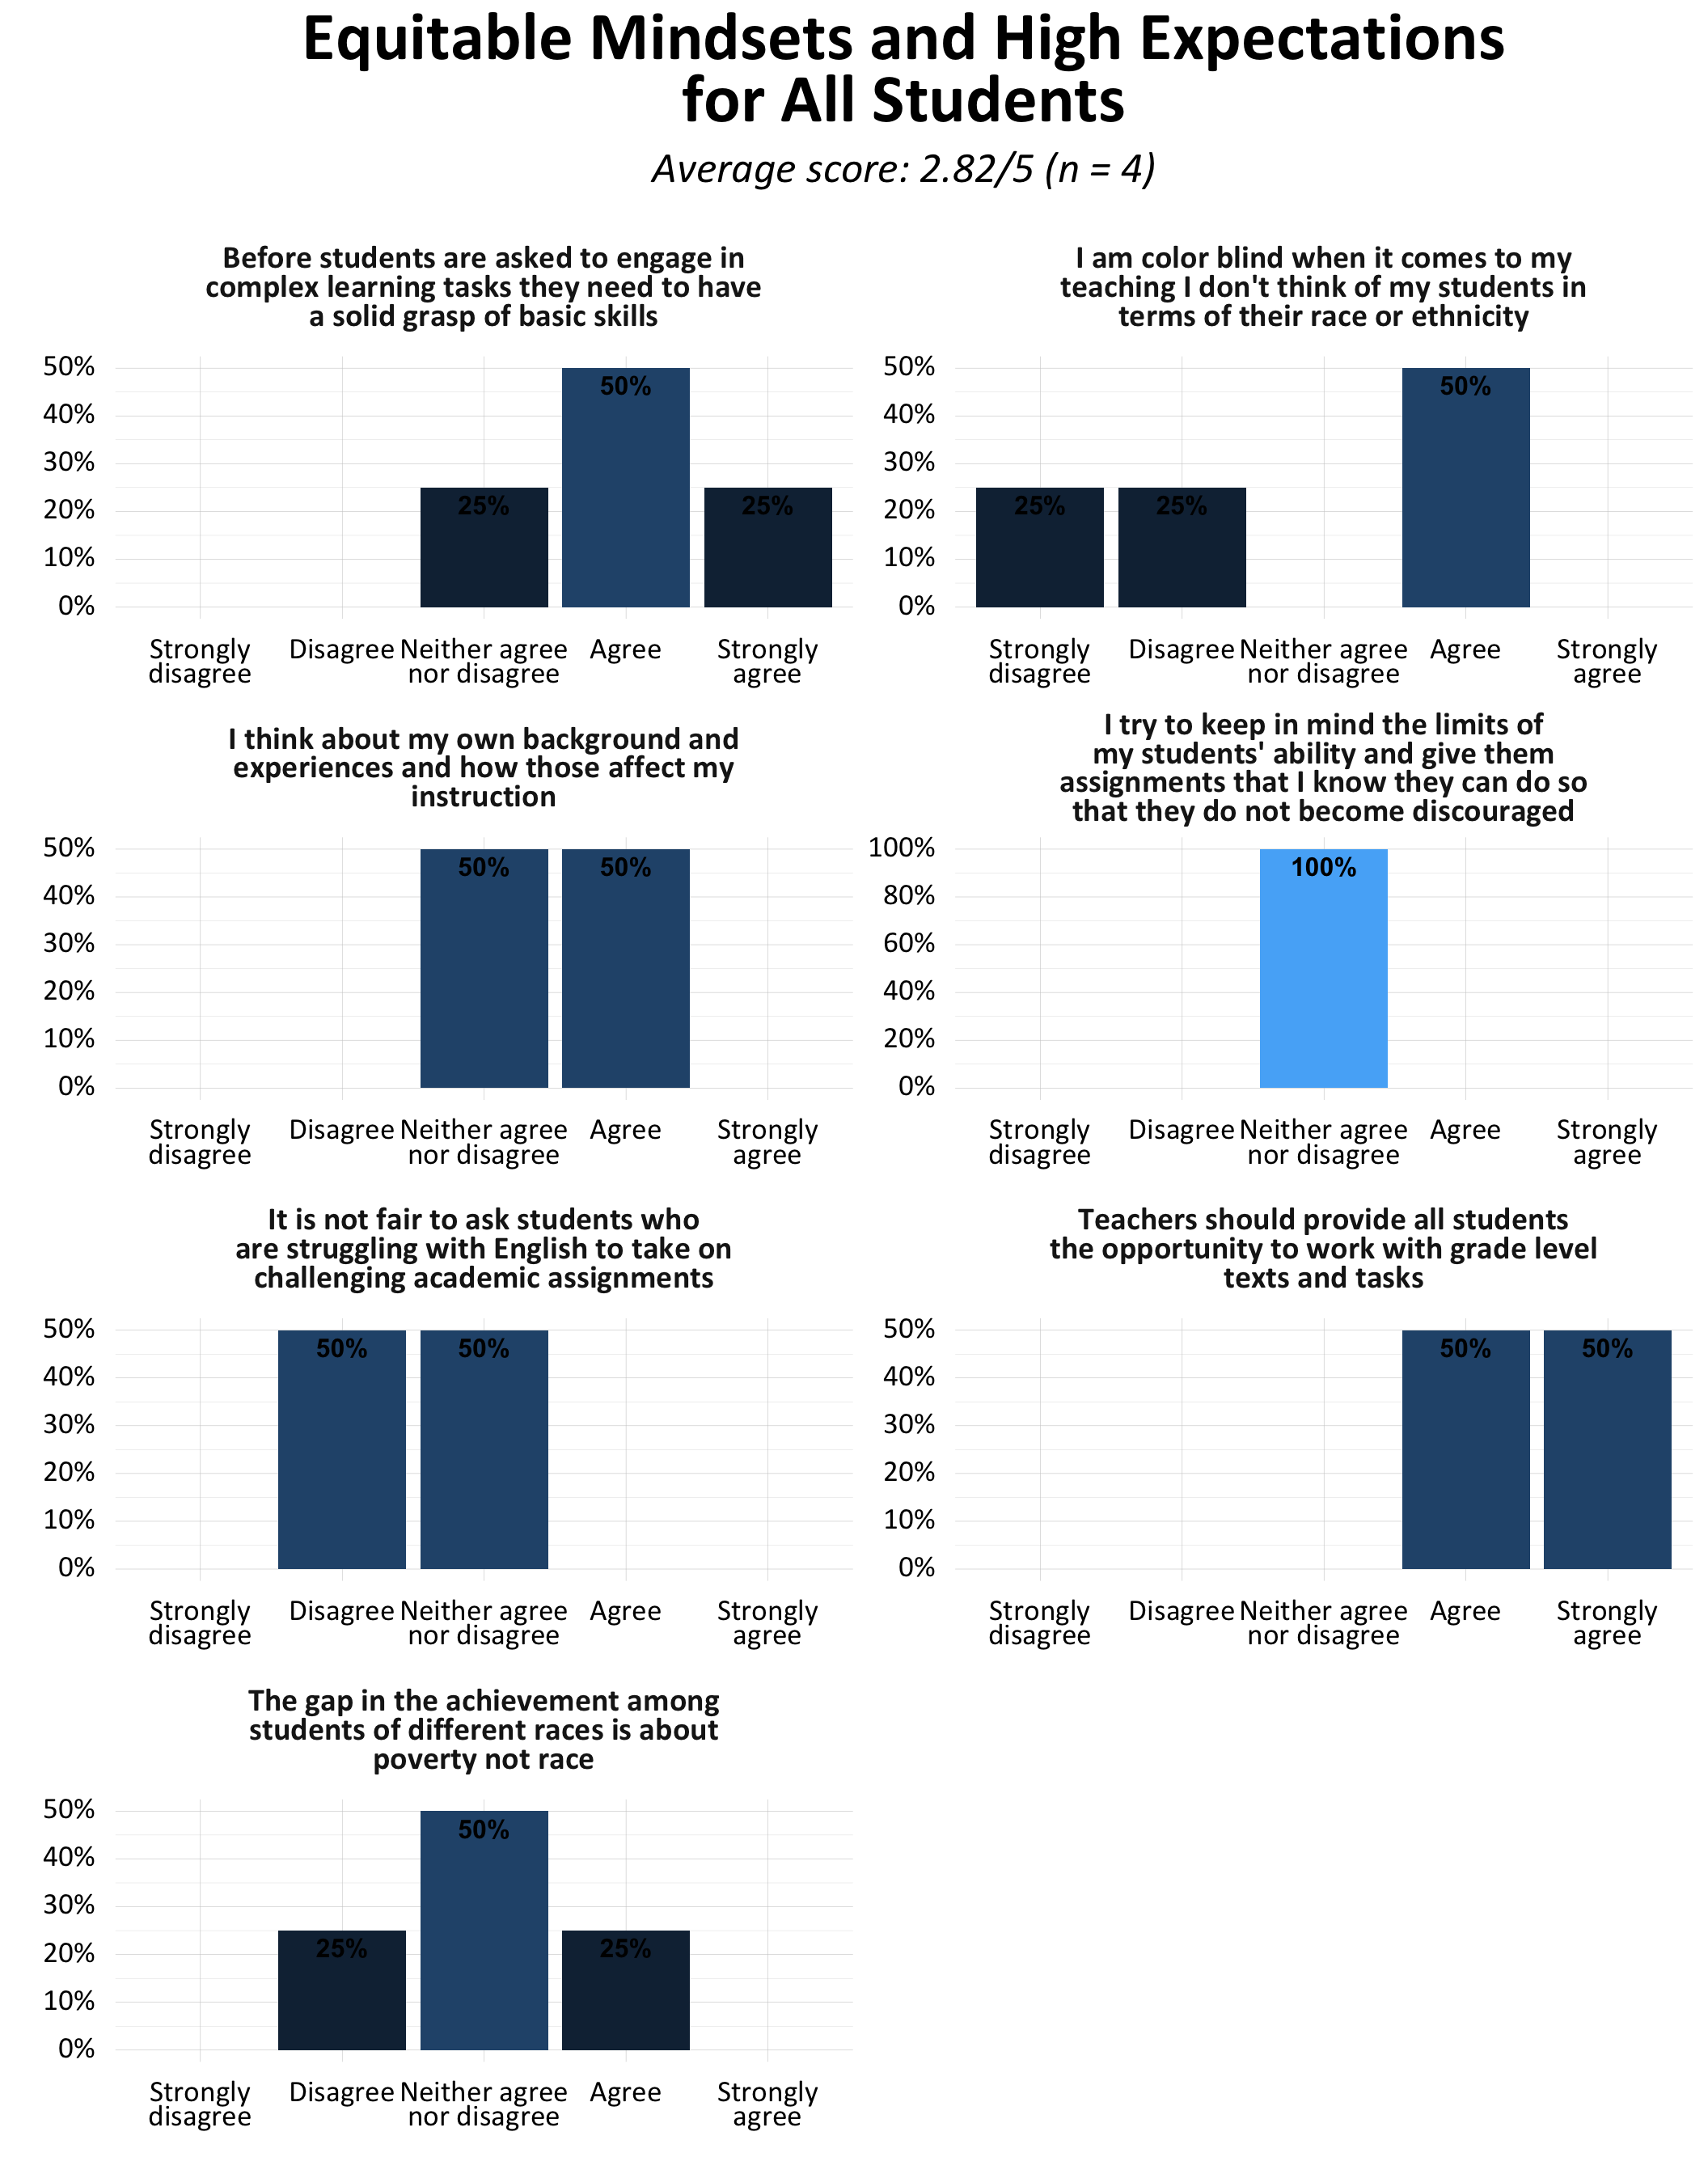 Equitable Mindsets and High Expectations
for All Students
Average score: 2.82/5 (n = 4)
Before students are asked to engage in
complex learning tasks they need to have
a solid grasp of basic skills
50%
40%
30%
20%
10%
0%
50%
25%
25%
Strongly disagree Disagree Neither agree nor disagree Agree Strongly agree
I am color blind when it comes to my
teaching I don't think of my students in
terms of their race or ethnicity
50%
40%
30%
20%
10%
0%
50%
25%
25%
Strongly disagree Disagree Neither agree nor disagree Agree Strongly agree
I think about my own background and
experiences and how those affect my
instruction
50%
40%
30%
20%
10%
0%
50%
50%
Strongly disagree Disagree Neither agree nor disagree Agree Strongly agree
I try to keep in mind the limits of
my students' ability and give them
assignments that I know they can do so
that they do not become discouraged
100%
80%
60%
40%
20%
0%
100%
Strongly disagree Disagree Neither agree nor disagree Agree Strongly agree
It is not fair to ask students who
are struggling with English to take on
challenging academic assignments
50%
40%
30%
20%
10%
0%
50%
50%
Strongly disagree Disagree Neither agree nor disagree Agree Strongly agree
Teachers should provide all students
the opportunity to work with grade level
texts and tasks
50%
40%
30%
20%
10%
0%
50%
50%
Strongly disagree Disagree Neither agree nor disagree Agree Strongly agree
The gap in the achievement among
students of different races is about
poverty not race
50%
40%
30%
20%
10%
0%
50%
25%
25%
Strongly disagree Disagree Neither agree nor disagree Agree Strongly agree